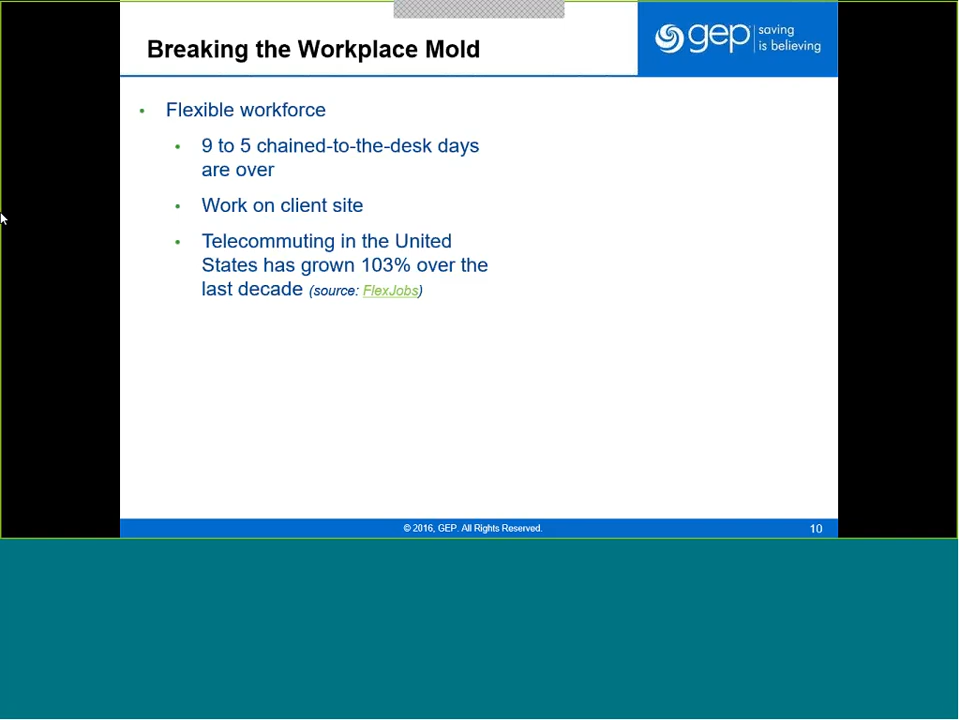 Breaking the Workplace Mold
gep
saving
is believing
• Flexible workforce
• 9 to 5 chained-to-the-desk days
are over
• Work on client site
• Telecommuting in the United
States has grown 103% over the
last decade (source: FlexJobs)
© 2016, GEP. All Rights Reserved.
10